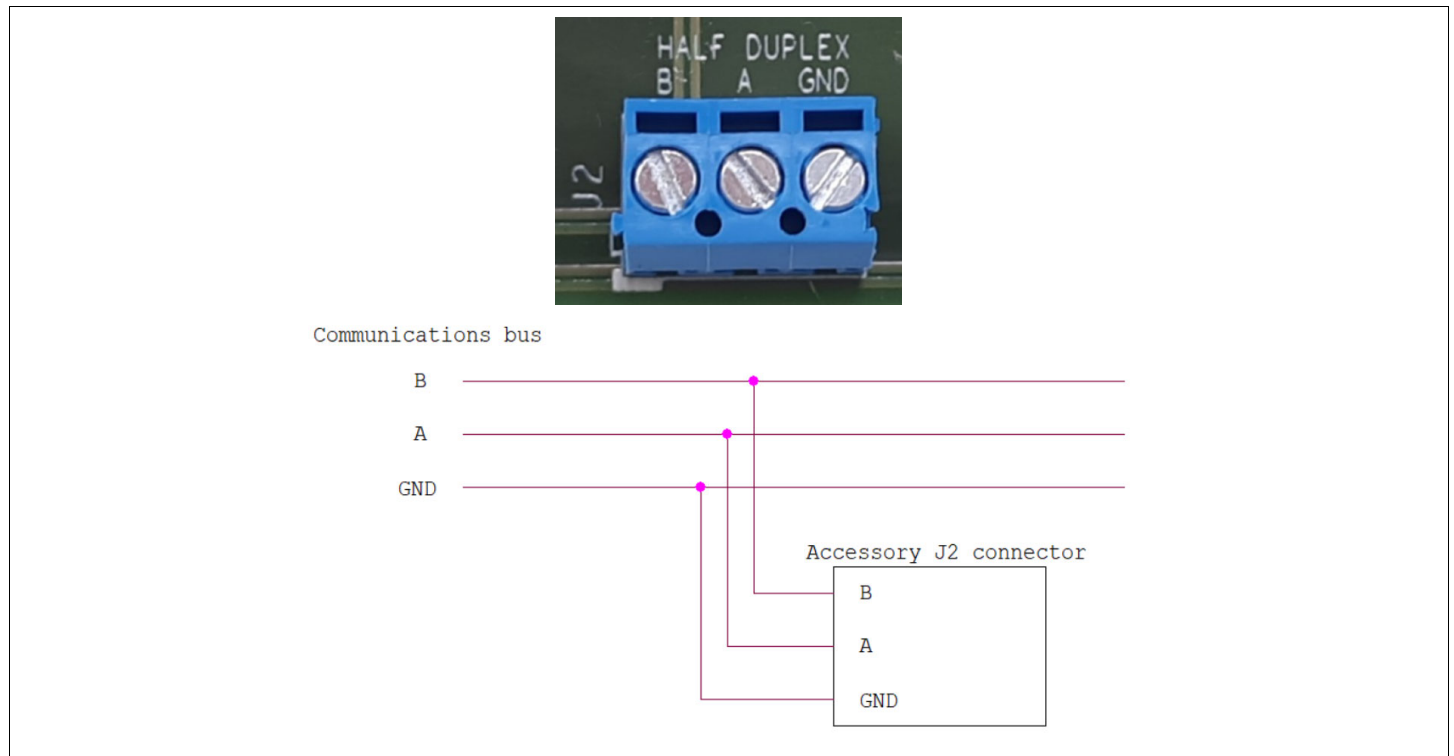 HALF DUPLEX
B A GND
J2
Communications bus
B
A
GND
Accessory J2 connector
B
A
GND